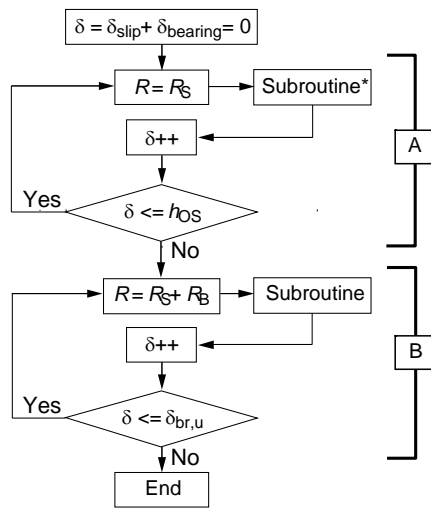 δ = δslip+ δbearing= 0
R = RS
Subroutine*
δ++
A
Yes
δ <= hOS
No
R = RS+ RB
Subroutine
δ++
B
Yes
δ <= δbr,u
No
End